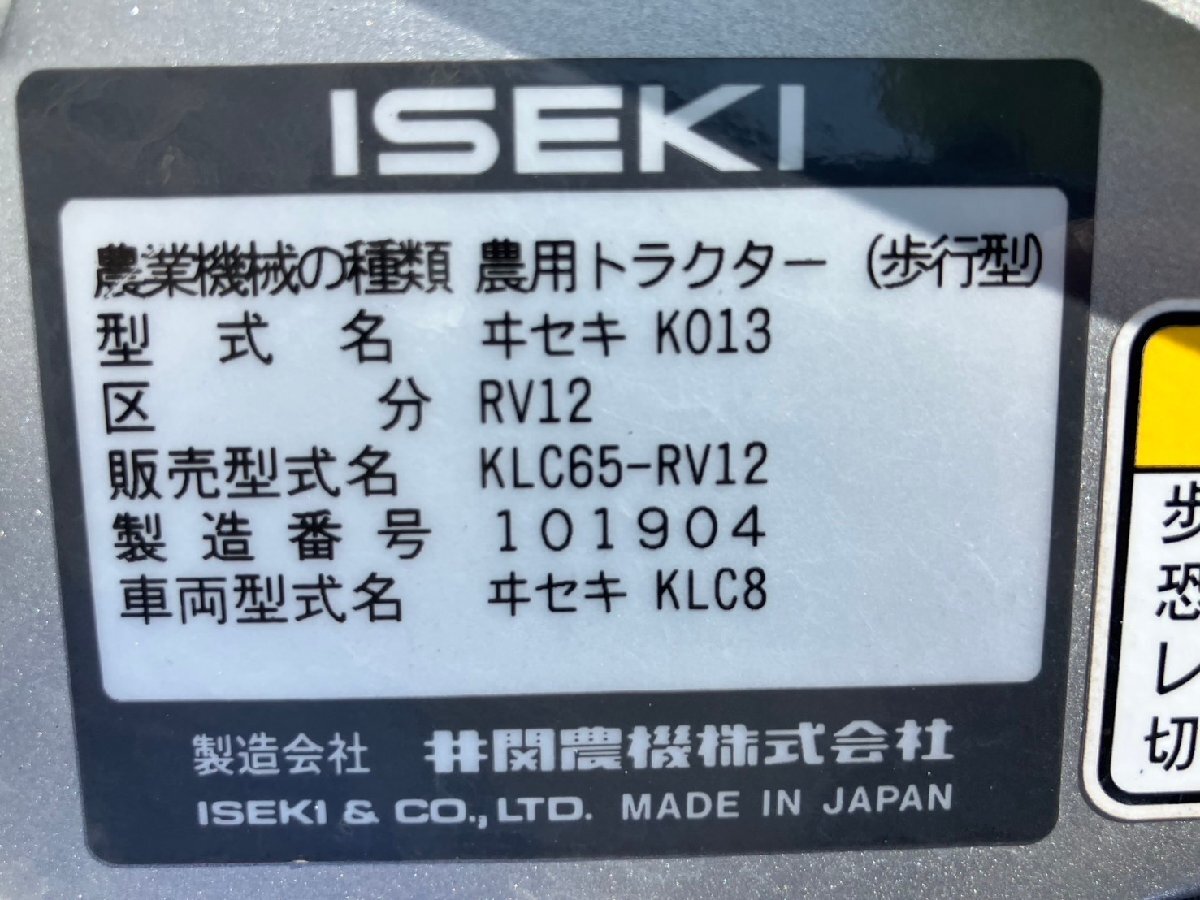 ISEKI
農業機械の種類 農用トラクター (歩行型)
型式名 ヰセキ K013
区分 RV12
販売型式名 KLC65-RV12
製造番号 101904
車両型式名 ヰセキ KLC8
製造会社 井関農機株式会社
ISEKI & CO., LTD. MADE IN JAPAN
歩
恐
レ
切